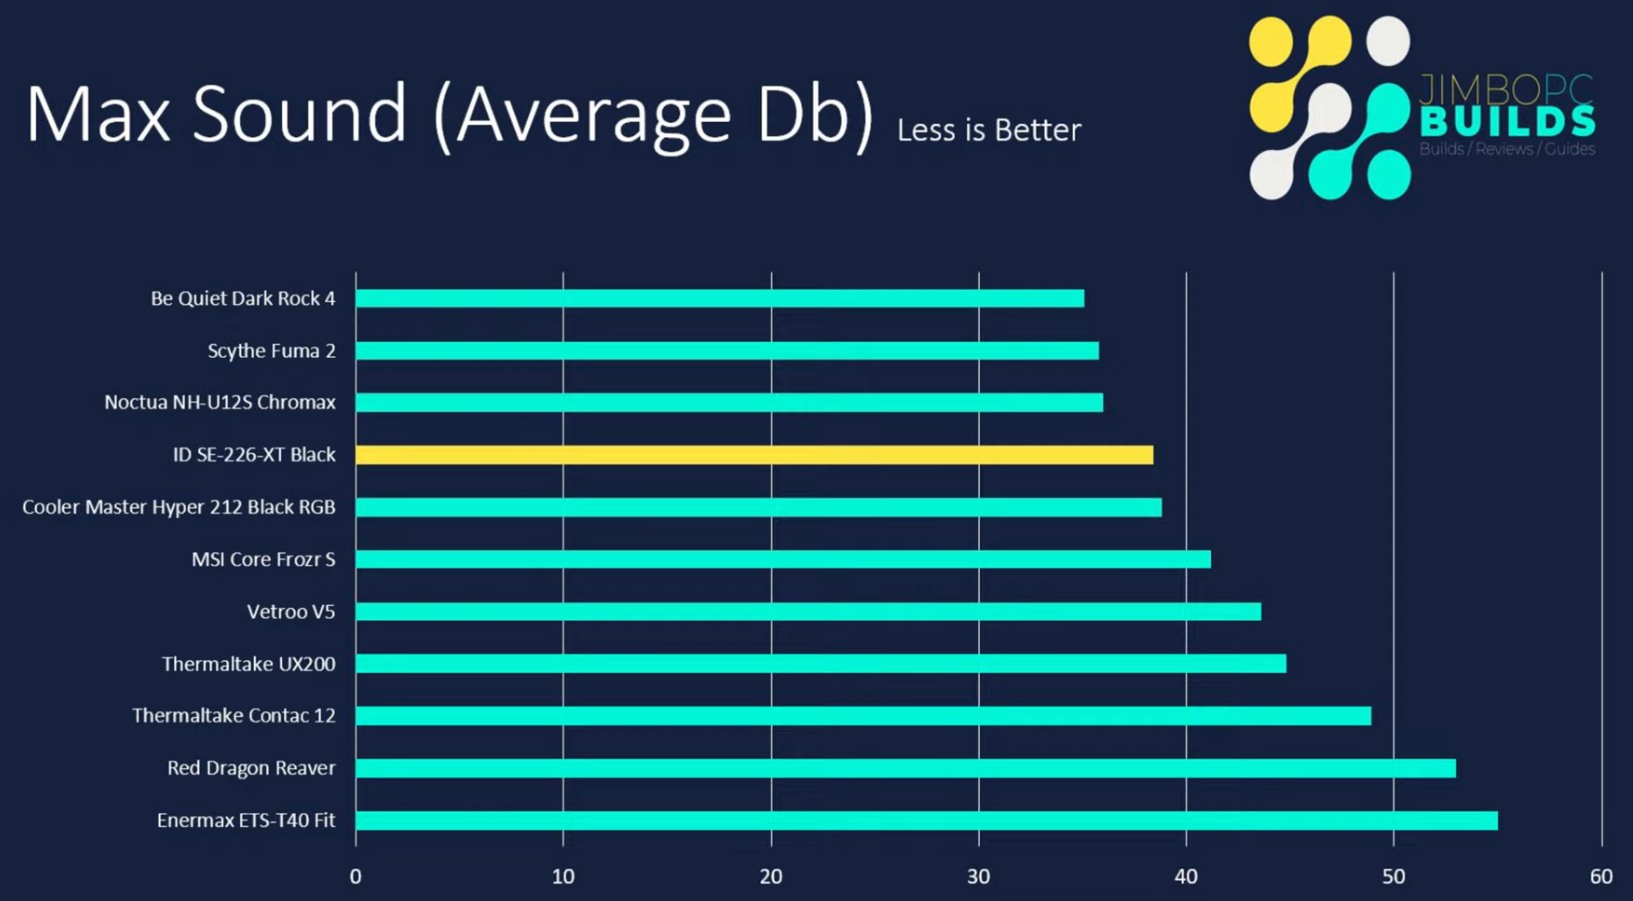 Max Sound (Average Db) Less is Better
JIMBOPC
BUILDS
Builds / Reviews / Guides
Be Quiet Dark Rock 4
Scythe Fuma 2
Noctua NH-U12S Chromax
ID SE-226-XT Black
Cooler Master Hyper 212 Black RGB
MSI Core Frozr S
Vetroo V5
Thermaltake UX200
Thermaltake Contac 12
Red Dragon Reaver
Enermax ETS-T40 Fit
0 10 20 30 40 50 60